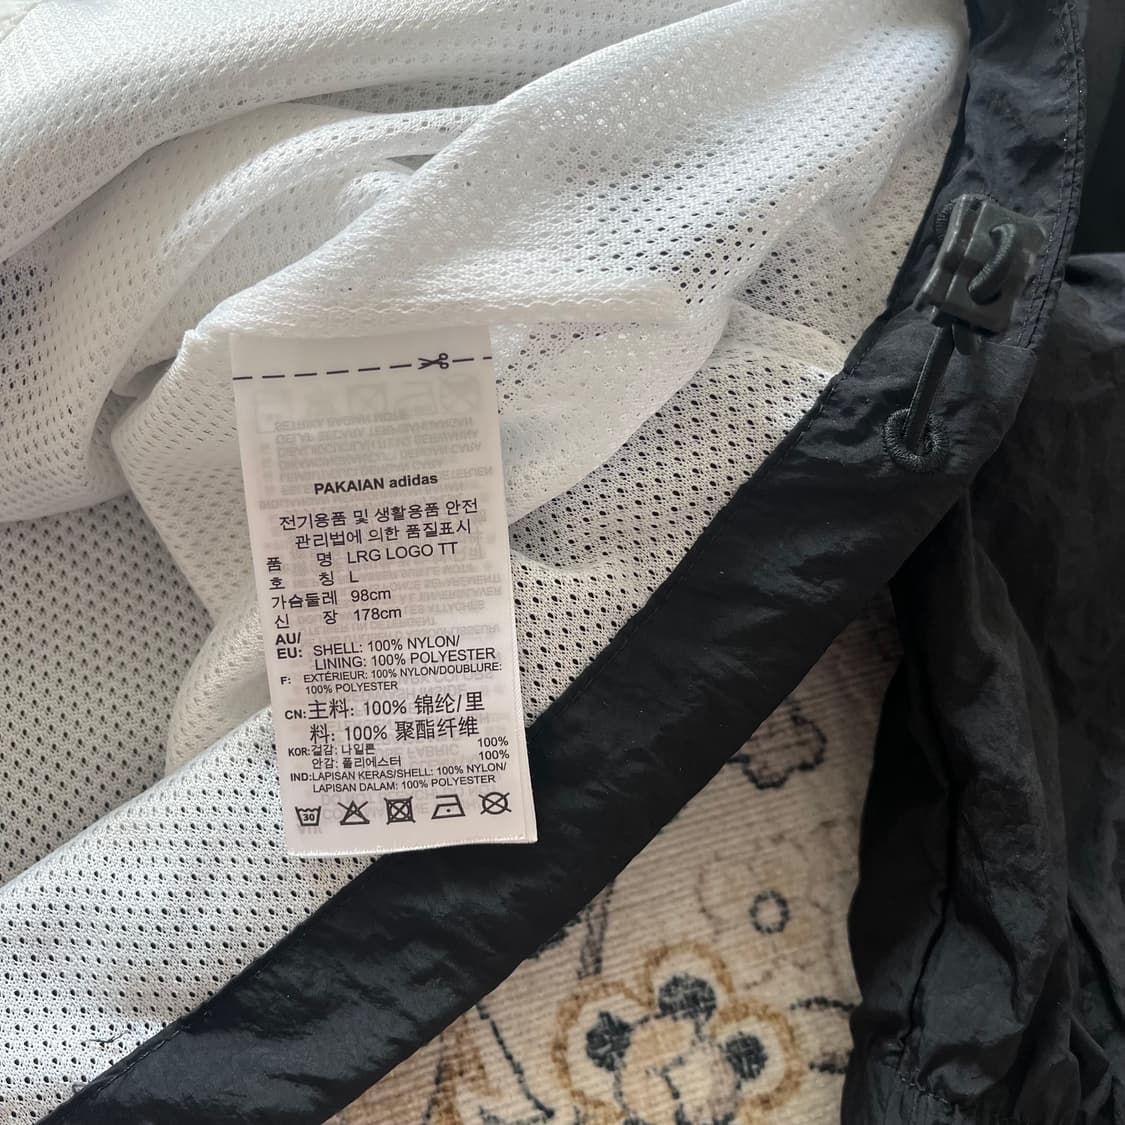 PAKAIAN adidas
전기용품 및 생활용품 안전
관리법에 의한 품질표시
품 명 LRG LOGO TT
호 칭 L
가슴둘레 98cm
신 장 178cm
AU/
EU: SHELL: 100% NYLON/
LINING: 100% POLYESTER
F: EXTÉRIEUR: 100% NYLON/DOUBLURE:
100% POLYESTER
CN: 主料: 100% 锦纶/里
料: 100% 聚酯纤维
KOR: 겉감: 나일론 100%
안감: 폴리에스터 100%
IND: LAPISAN KERAS/SHELL: 100% NYLON/
LAPISAN DALAM: 100% POLYESTER
30